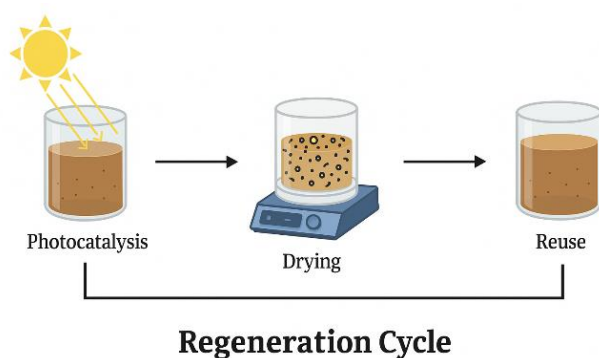 Photocatalysis
Drying
Reuse
Regeneration Cycle